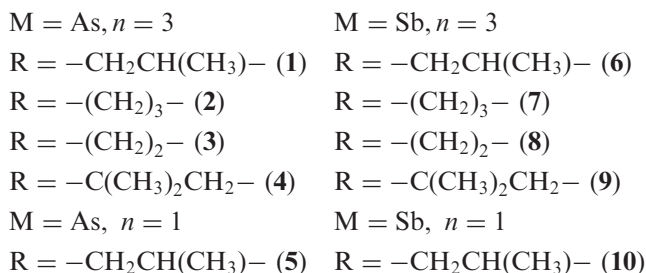 M = As, n = 3 M = Sb, n = 3
R = −CH₂CH(CH₃)− (1) R = −CH₂CH(CH₃)− (6)
R = −(CH₂)₃− (2) R = −(CH₂)₃− (7)
R = −(CH₂)₂− (3) R = −(CH₂)₂− (8)
R = −C(CH₃)₂CH₂− (4) R = −C(CH₃)₂CH₂− (9)
M = As, n = 1 M = Sb, n = 1
R = −CH₂CH(CH₃)− (5) R = −CH₂CH(CH₃)− (10)